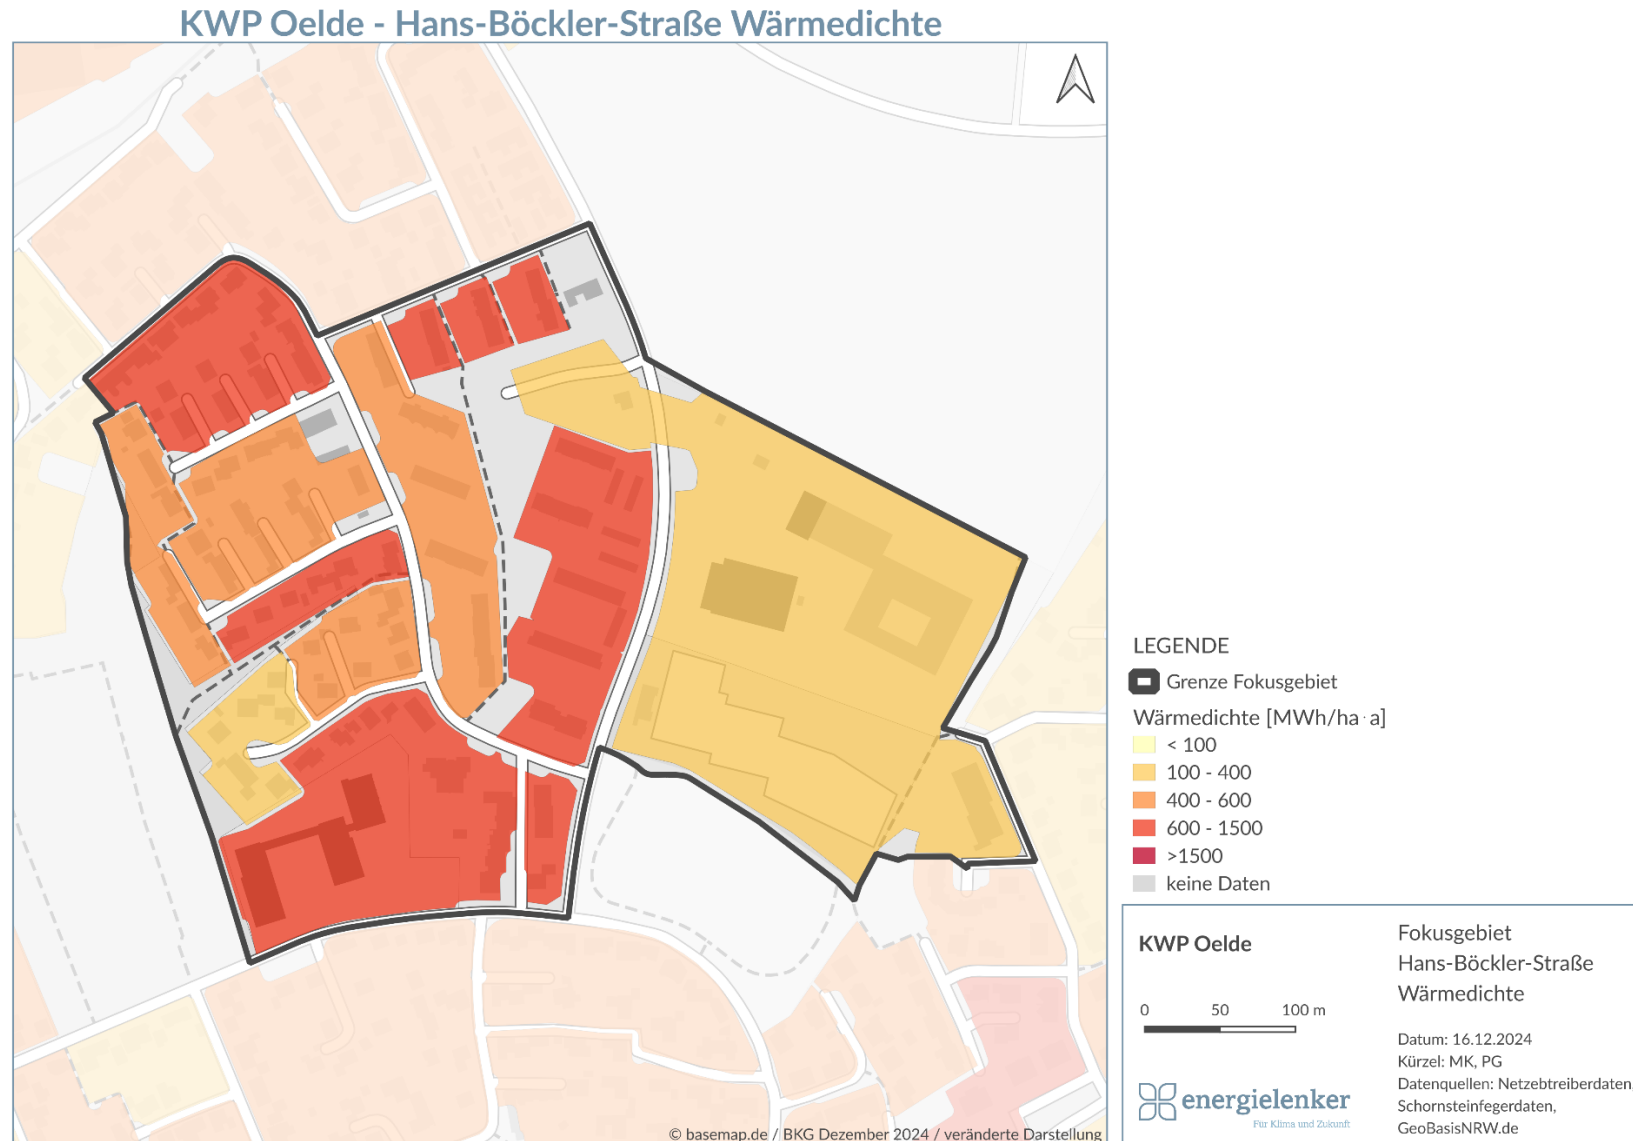 KWP Oelde - Hans-Böckler-Straße Wärmedichte
LEGENDE
Grenze Fokusgebiet
Wärmedichte [MWh/ha · a]
< 100
100 - 400
400 - 600
600 - 1500
>1500
keine Daten
KWP Oelde
0 50 100 m
energielenker
Für Klima und Zukunft
Fokusgebiet
Hans-Böckler-Straße
Wärmedichte
Datum: 16.12.2024
Kürzel: MK, PG
Datenquellen: Netzebtreiberdaten,
Schornsteinfegerdaten,
GeoBasisNRW.de
© basemap.de / BKG Dezember 2024 / veränderte Darstellung